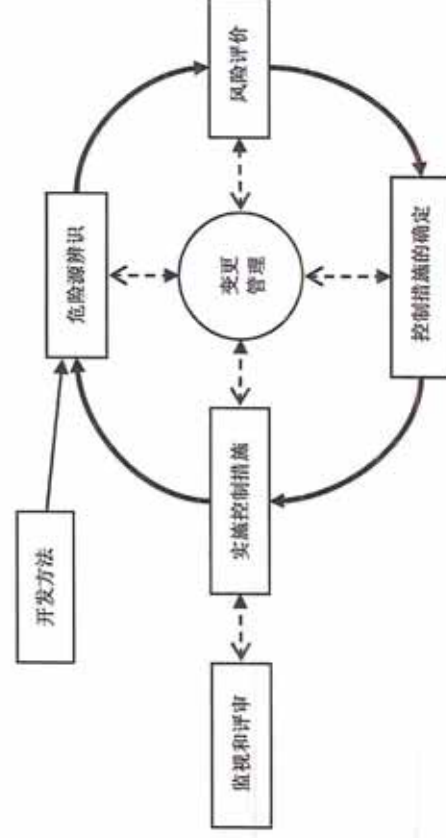 开发方法
危险源辨识
风险评价
变更
管理
实施控制措施
监视和评审
控制措施的确定